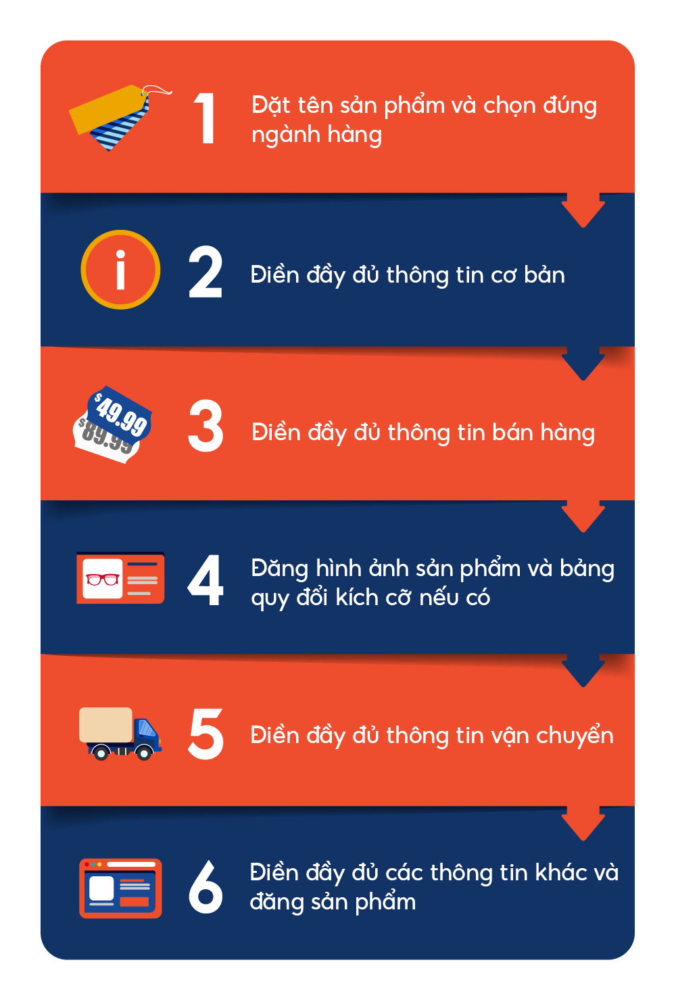 1
Đặt tên sản phẩm và chọn đúng
ngành hàng
i
2
Điền đầy đủ thông tin cơ bản
$49.99
$89.99
3
Điền đầy đủ thông tin bán hàng
4
Đăng hình ảnh sản phẩm và bảng
quy đổi kích cỡ nếu có
5
Điền đầy đủ thông tin vận chuyển
6
Điền đầy đủ các thông tin khác và
đăng sản phẩm